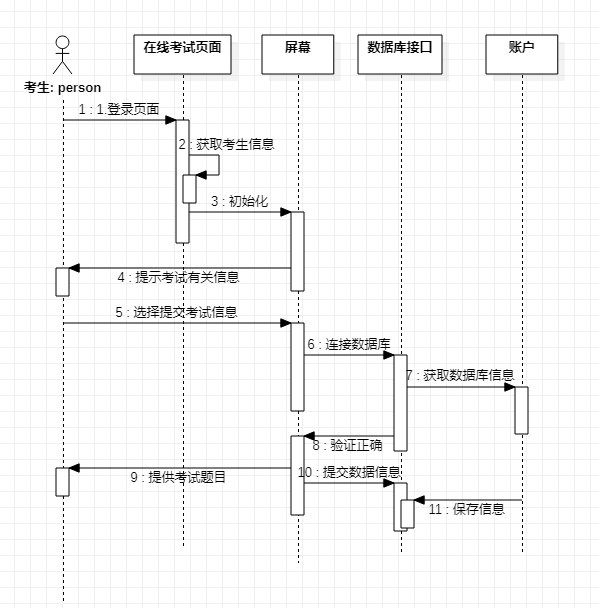 在线考试页面
屏幕
数据库接口
账户
考生: person
1 : 1.登录页面
2 : 获取考生信息
3 : 初始化
4 : 提示考试有关信息
5 : 选择提交考试信息
6 : 连接数据库
7 : 获取数据库信息
8 : 验证正确
9 : 提供考试题目
10 : 提交数据信息
11 : 保存信息